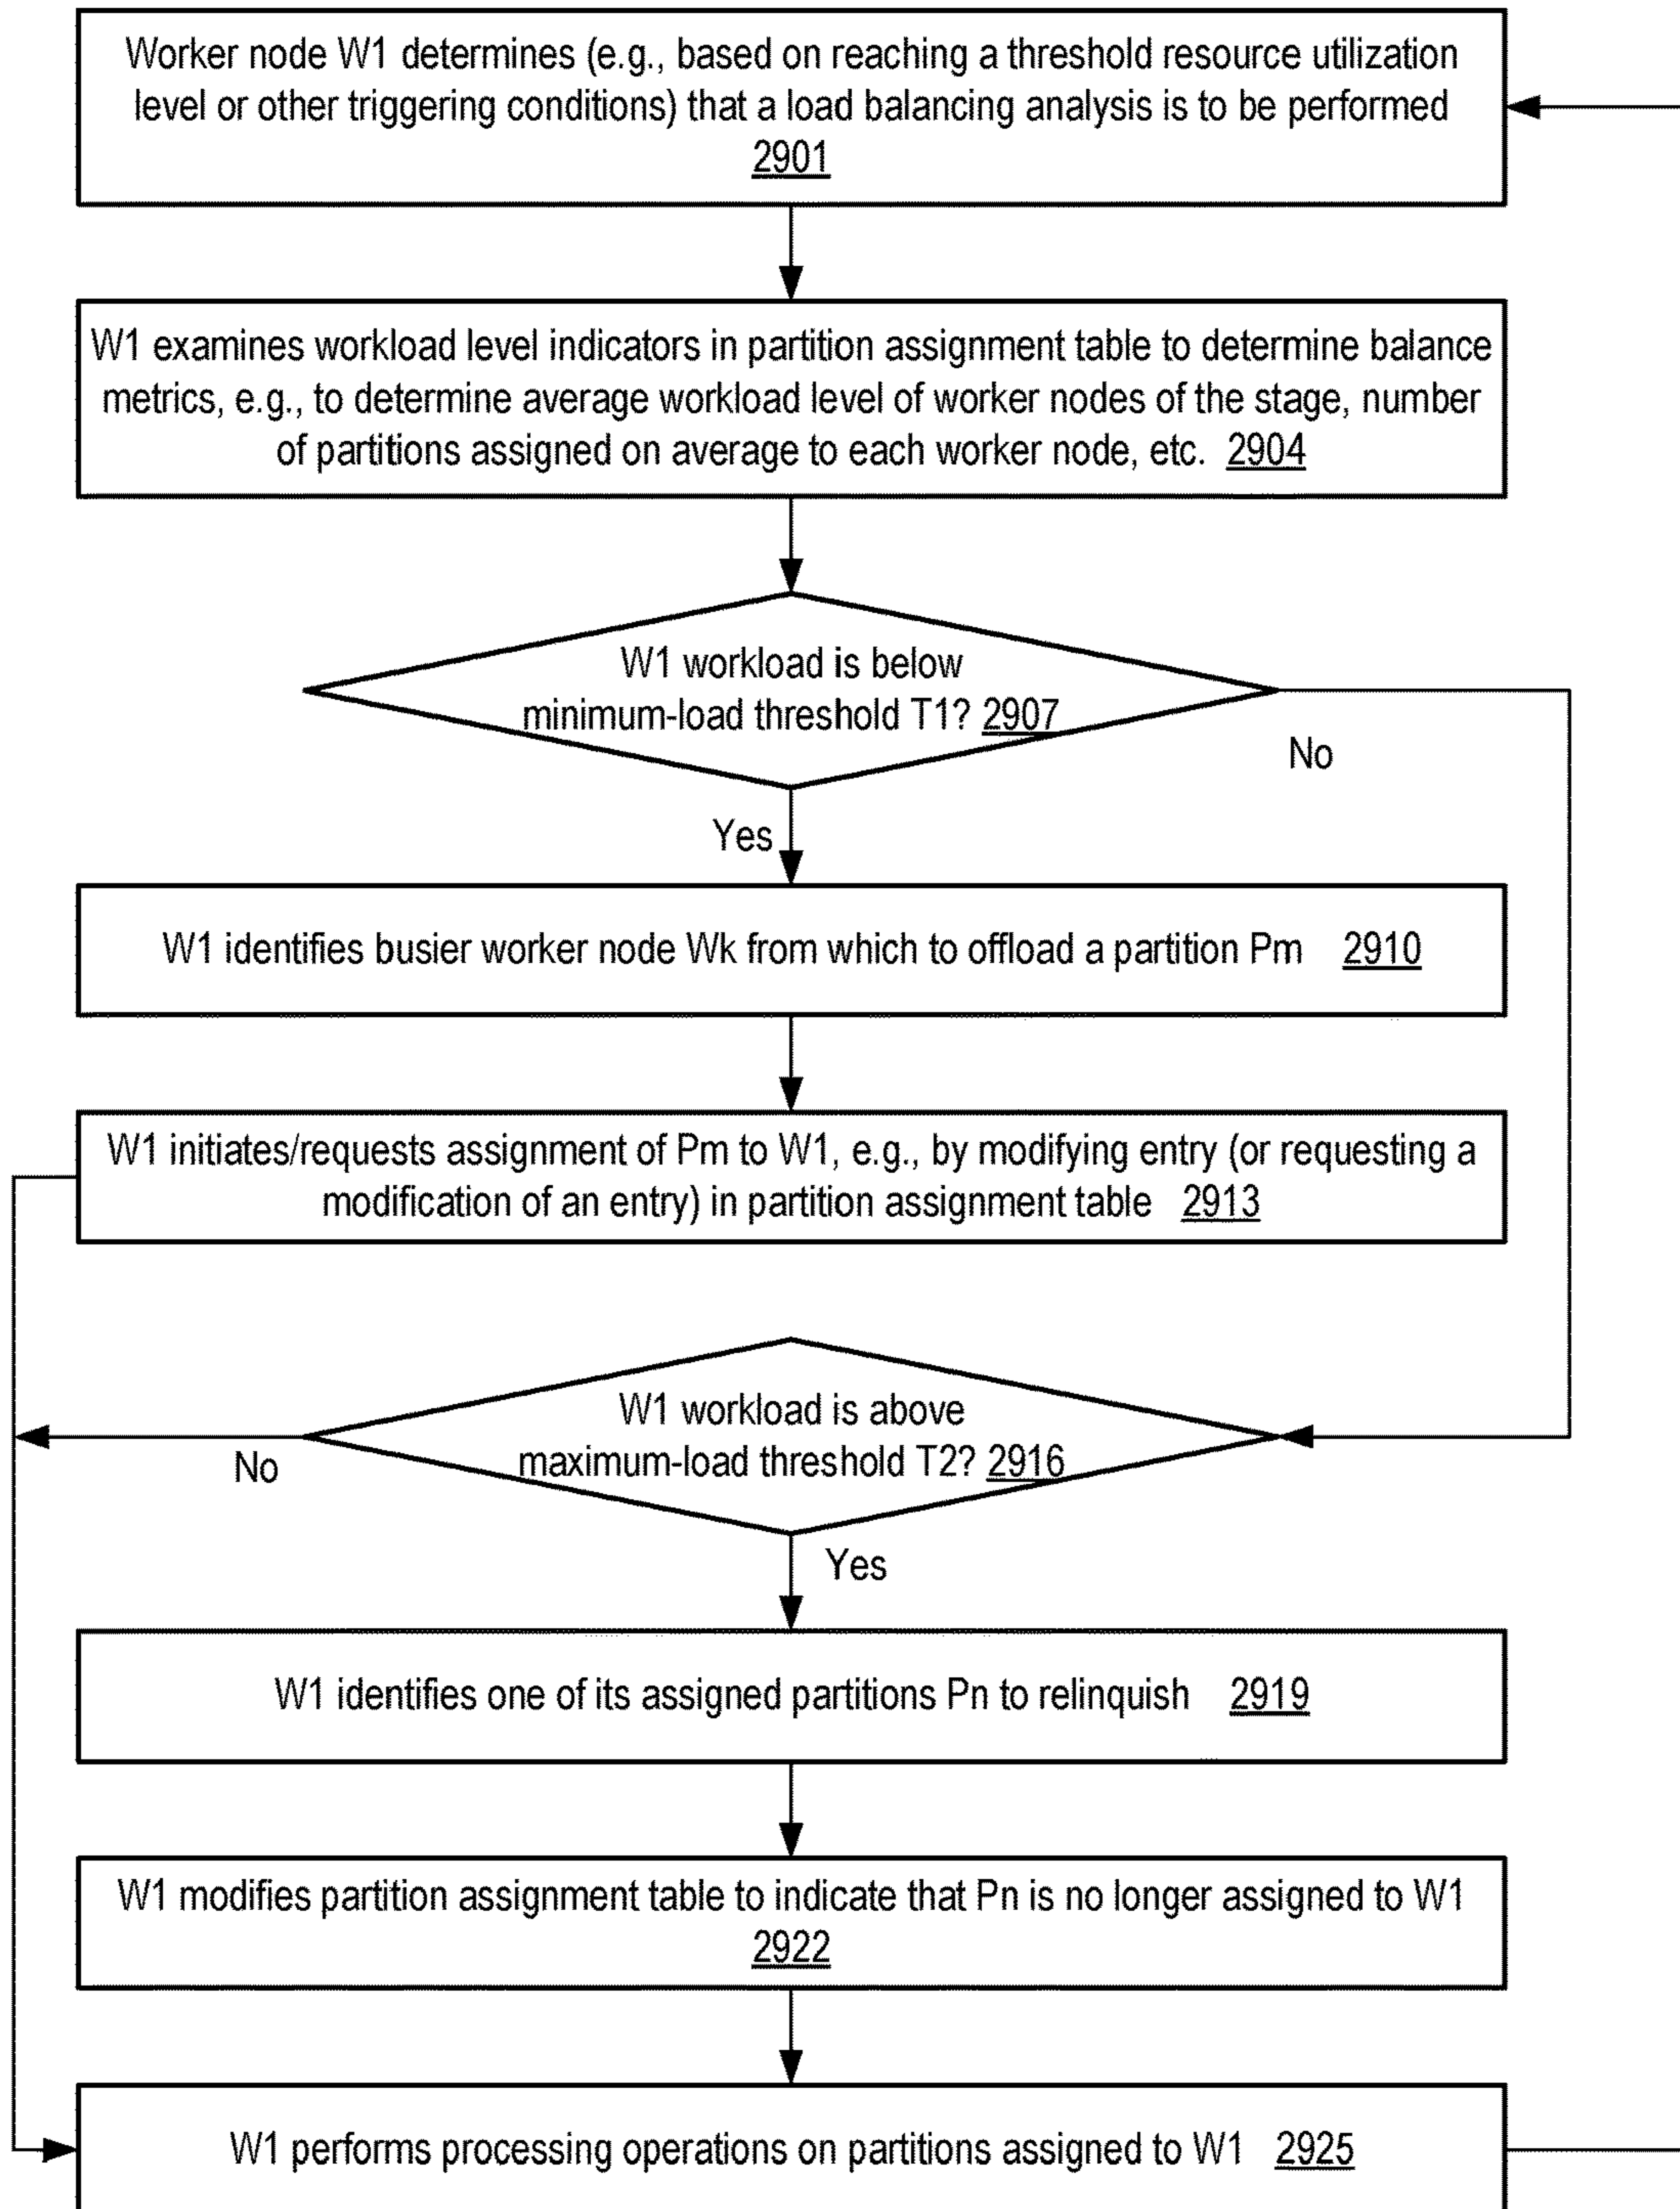 Worker node W1 determines (e.g., based on reaching a threshold resource utilization
level or other triggering conditions) that a load balancing analysis is to be performed
2901
W1 examines workload level indicators in partition assignment table to determine balance
metrics, e.g., to determine average workload level of worker nodes of the stage, number
of partitions assigned on average to each worker node, etc. 2904
W1 workload is below
minimum-load threshold T1? 2907
No
Yes
W1 identifies busier worker node Wk from which to offload a partition Pm 2910
W1 initiates/requests assignment of Pm to W1, e.g., by modifying entry (or requesting a
modification of an entry) in partition assignment table 2913
W1 workload is above
maximum-load threshold T2? 2916
No
Yes
W1 identifies one of its assigned partitions Pn to relinquish 2919
W1 modifies partition assignment table to indicate that Pn is no longer assigned to W1
2922
W1 performs processing operations on partitions assigned to W1 2925